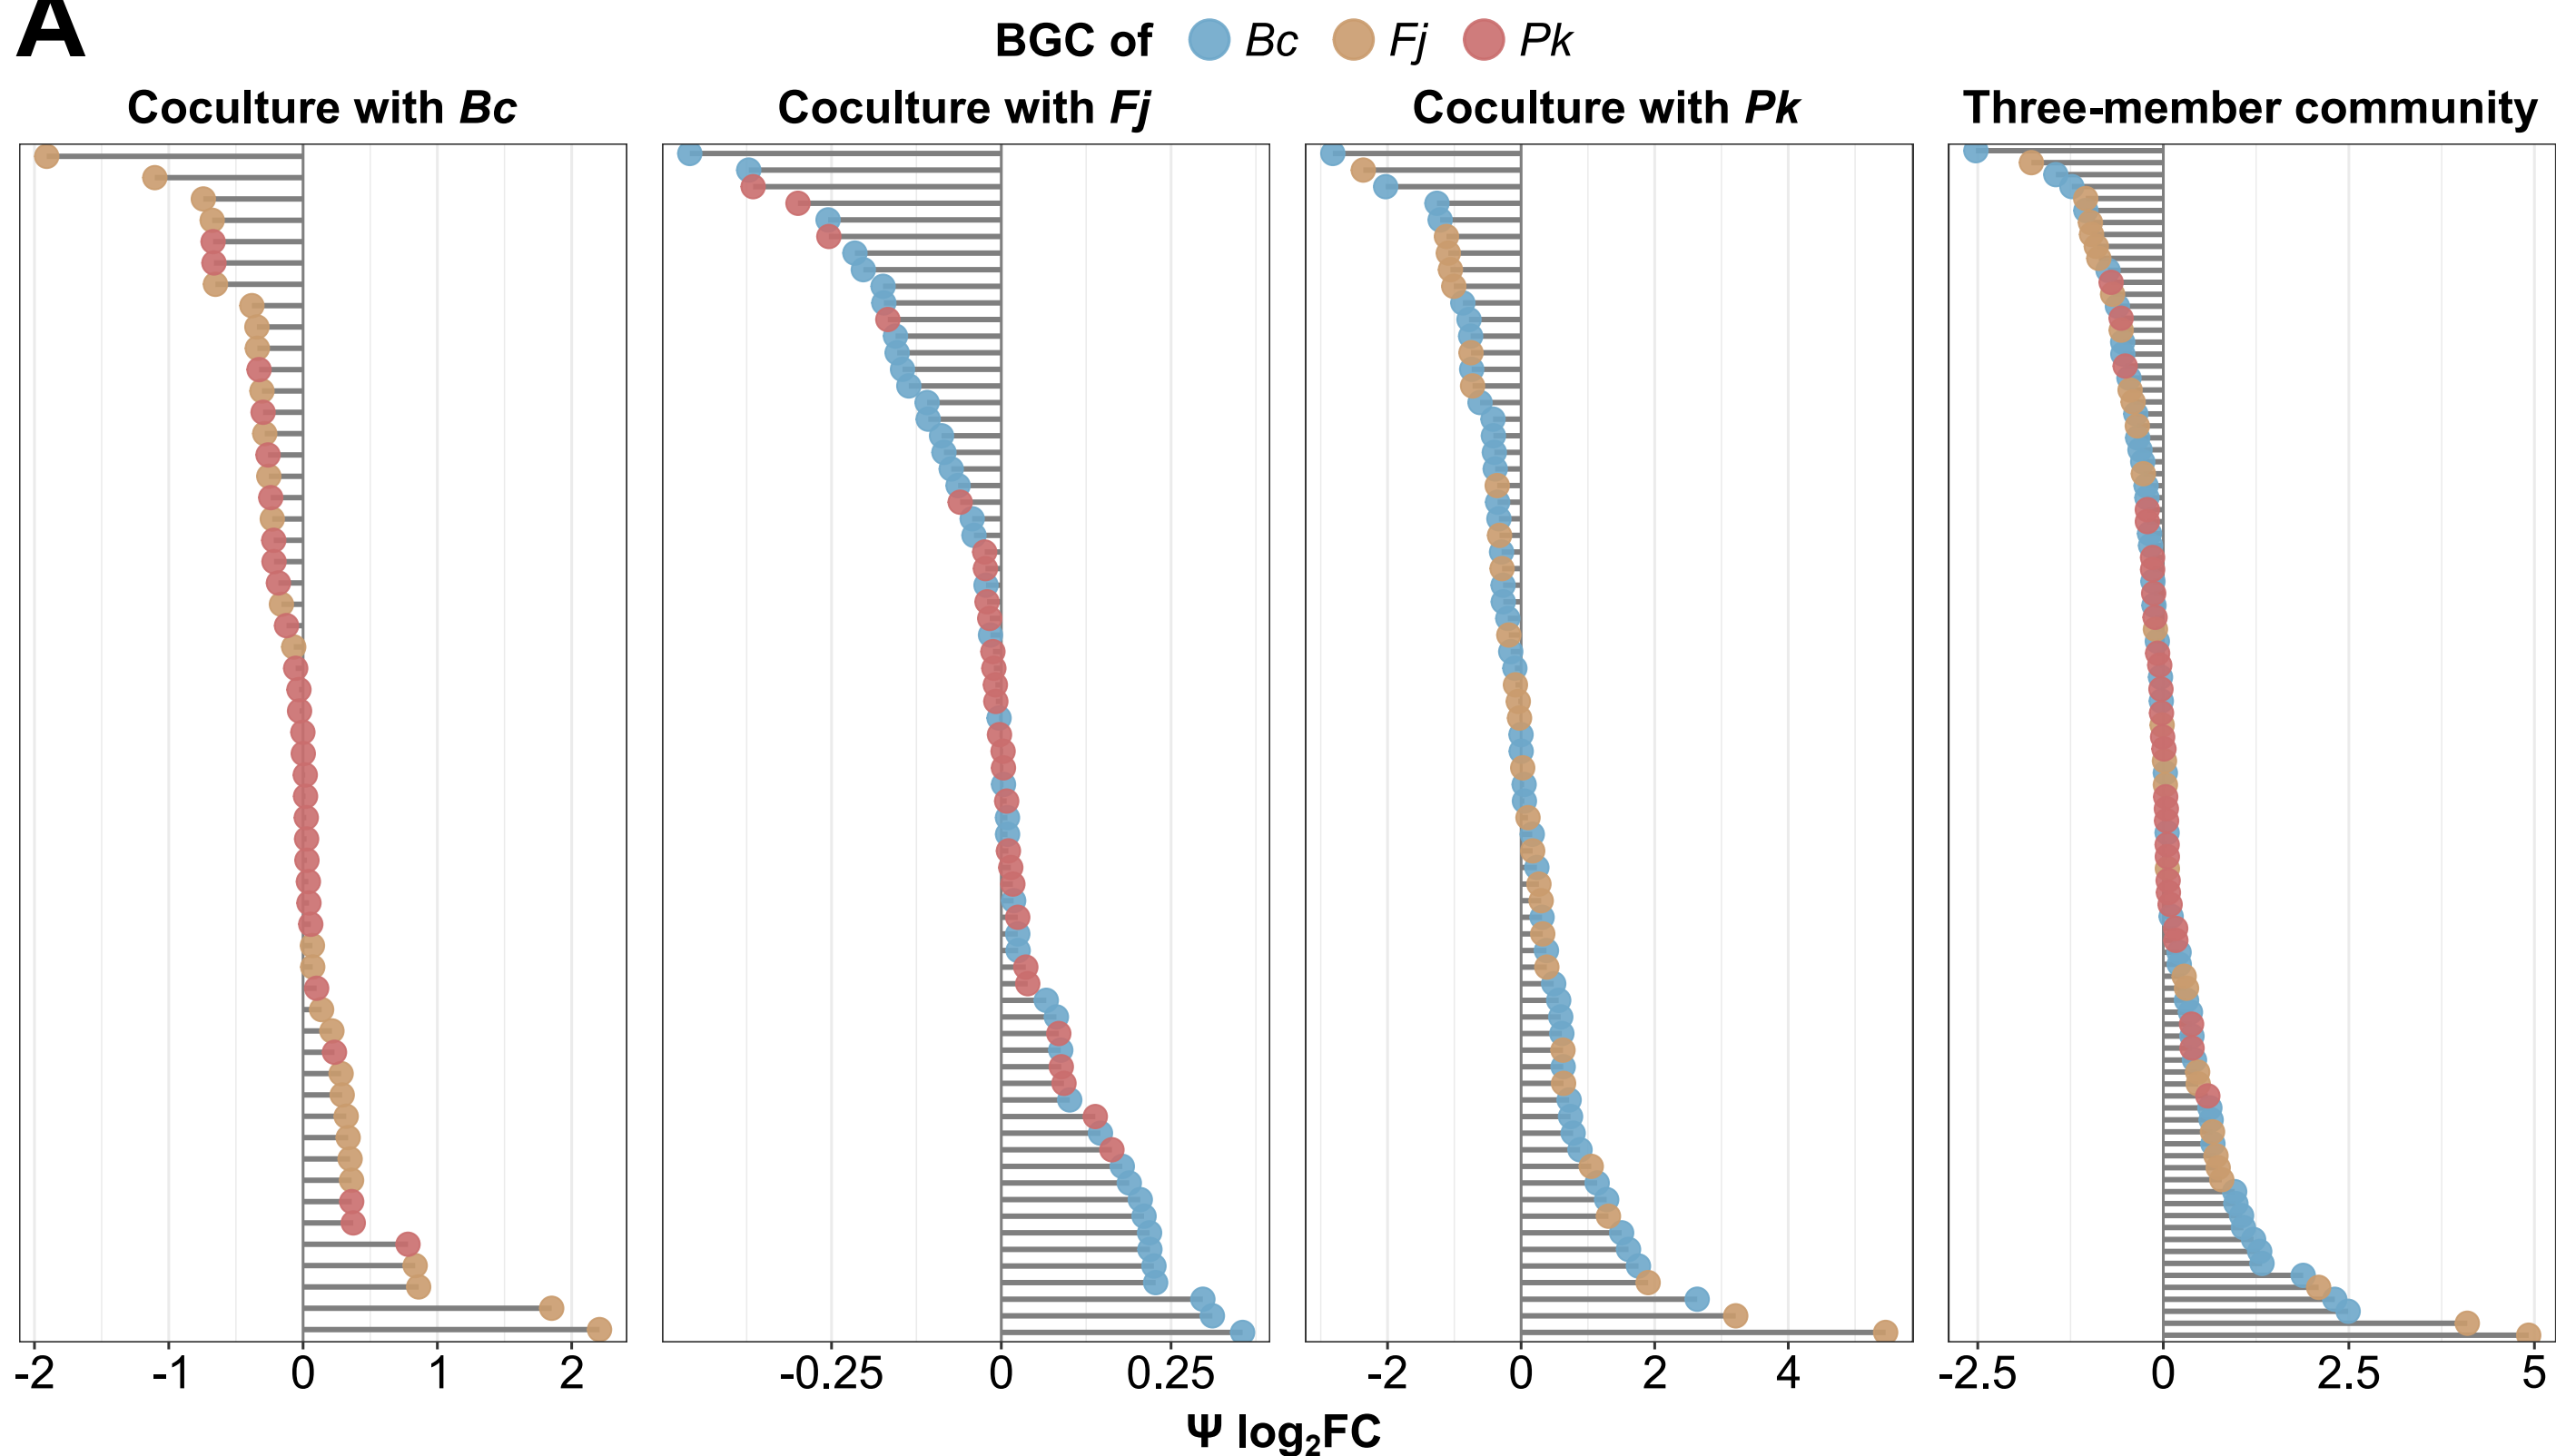 A
BGC of Bc Fj Pk
Coculture with Bc Coculture with Fj Coculture with Pk Three-member community
-2 -1 0 1 2 -0.25 0 0.25 -2 0 2 4 -2.5 0 2.5 5
Ψ log₂FC